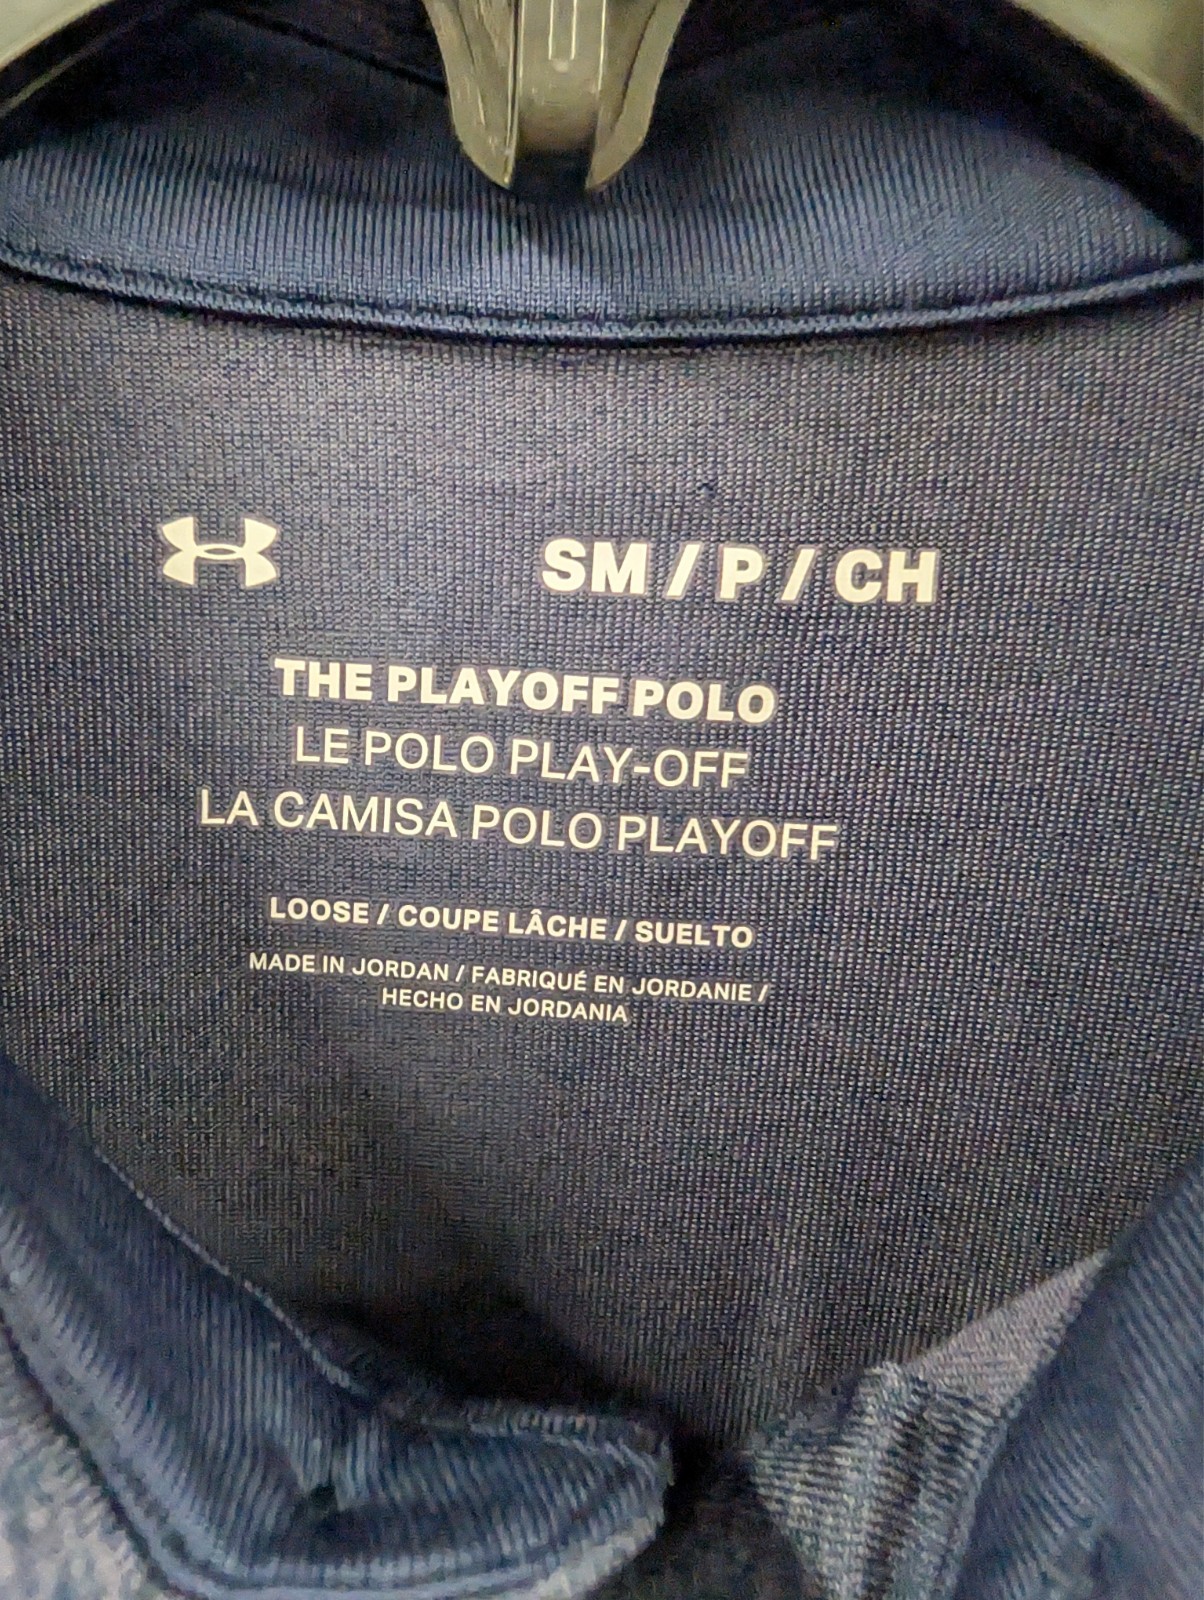 SM / P / CH
THE PLAYOFF POLO
LE POLO PLAY-OFF
LA CAMISA POLO PLAYOFF
LOOSE / COUPE LÂCHE / SUELTO
MADE IN JORDAN / FABRIQUÉ EN JORDANIE /
HECHO EN JORDANIA